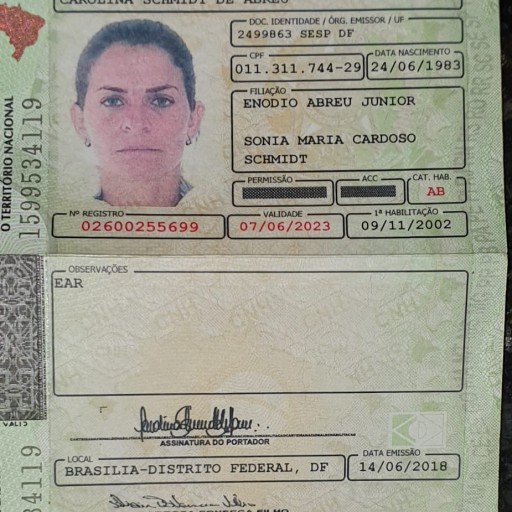 CAROLINA SCHMIDT DE ABREU
DOC. IDENTIDADE / ÓRG. EMISSOR / UF
2499863 SESP DF
CPF
011.311.744-29
DATA NASCIMENTO
24/06/1983
FILIAÇÃO
ENODIO ABREU JUNIOR
SONIA MARIA CARDOSO
SCHMIDT
PERMISSÃO
ACC
CAT. HAB.
AB
Nº REGISTRO
02600255699
VALIDADE
07/06/2023
1ª HABILITAÇÃO
09/11/2002
O TERRITÓRIO NACIONAL
1599534119
OBSERVAÇÕES
EAR
ASSINATURA DO PORTADOR
LOCAL
BRASILIA-DISTRITO FEDERAL, DF
DATA EMISSÃO
14/06/2018
34119